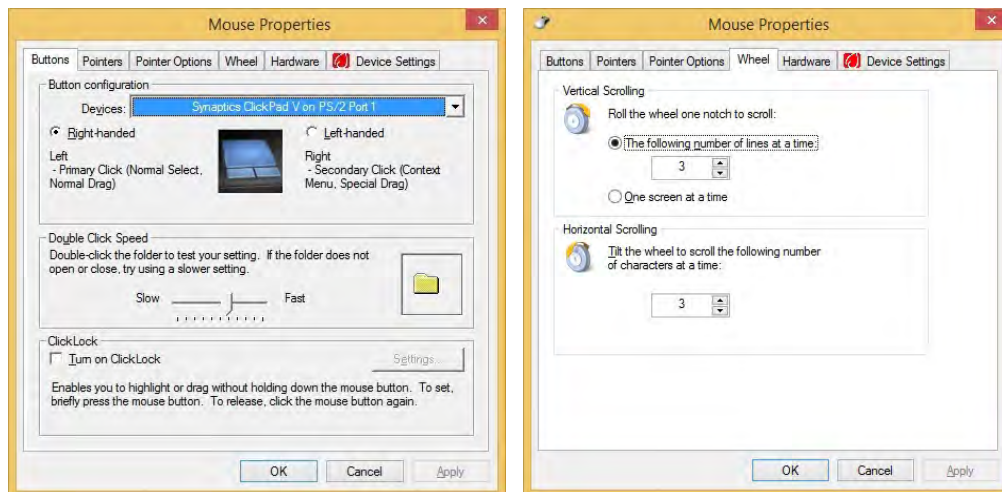 Mouse Properties
Buttons Pointers Pointer Options Wheel Hardware Device Settings
Button configuration
Devices: Synaptics ClickPad V on PS/2 Port 1
Right-handed
Left-handed
Left
- Primary Click (Normal Select,
Normal Drag)
Right
- Secondary Click (Context
Menu, Special Drag)
Double Click Speed
Double-click the folder to test your setting. If the folder does not
open or close, try using a slower setting.
Slow Fast
ClickLock
Turn on ClickLock
Settings...
Enables you to highlight or drag without holding down the mouse button. To set,
briefly press the mouse button. To release, click the mouse button again.
OK Cancel Apply
Mouse Properties
Buttons Pointers Pointer Options Wheel Hardware Device Settings
Vertical Scrolling
Roll the wheel one notch to scroll:
The following number of lines at a time:
3
One screen at a time
Horizontal Scrolling
Tilt the wheel to scroll the following number
of characters at a time:
3
OK Cancel Apply